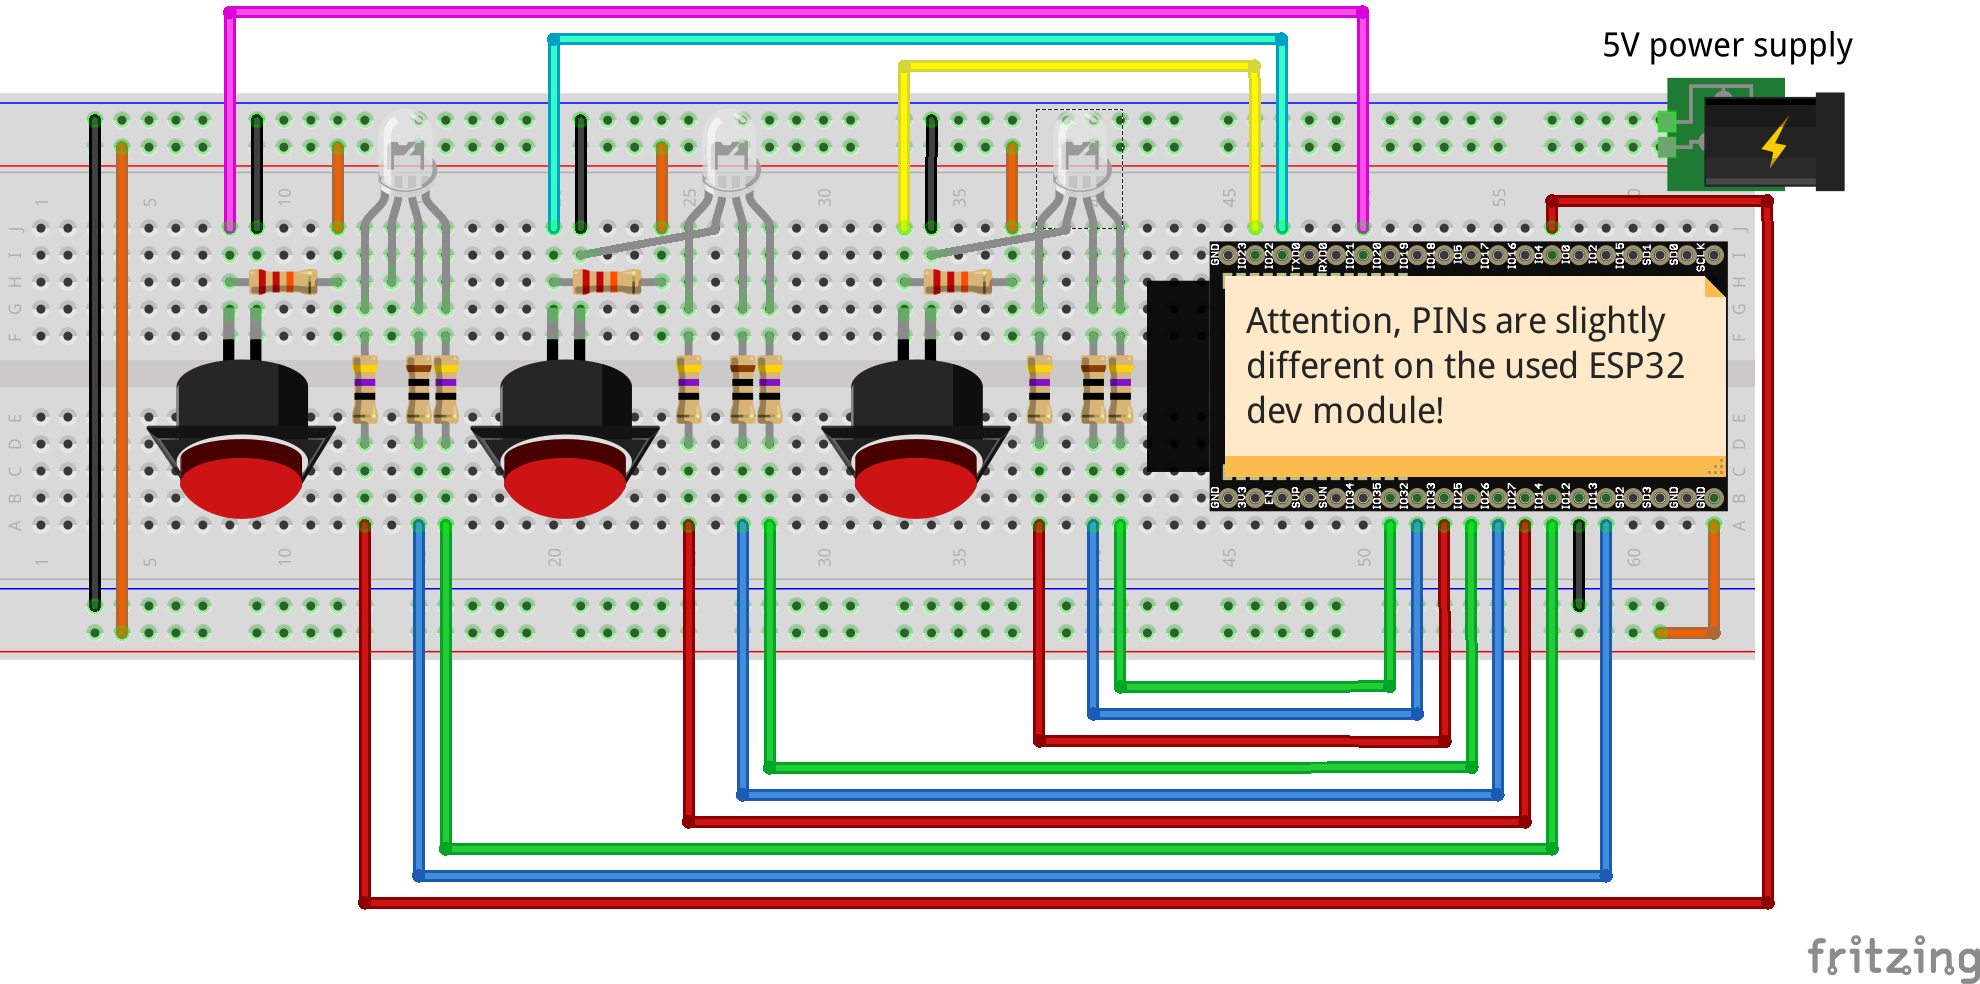 5V power supply
1 5 10 25 30 35 45 55
J J
I I
H H
G G
F F
GND IO23 IO22 TXD0 RXD0 IO21 IO20 IO19 IO18 IO5 IO17 IO16 IO4 IO0 IO2 IO15 SD1 SD0 SCLK
Attention, PINs are slightly
different on the used ESP32
dev module!
E E
D D
C C
B B
A A
GND 3V3 EN SVP SVN IO34 IO35 IO32 IO33 IO25 IO26 IO27 IO14 IO12 IO13 SD2 SD3 GND GND
1 5 10 20 25 30 35 45 50 55 60
fritzing